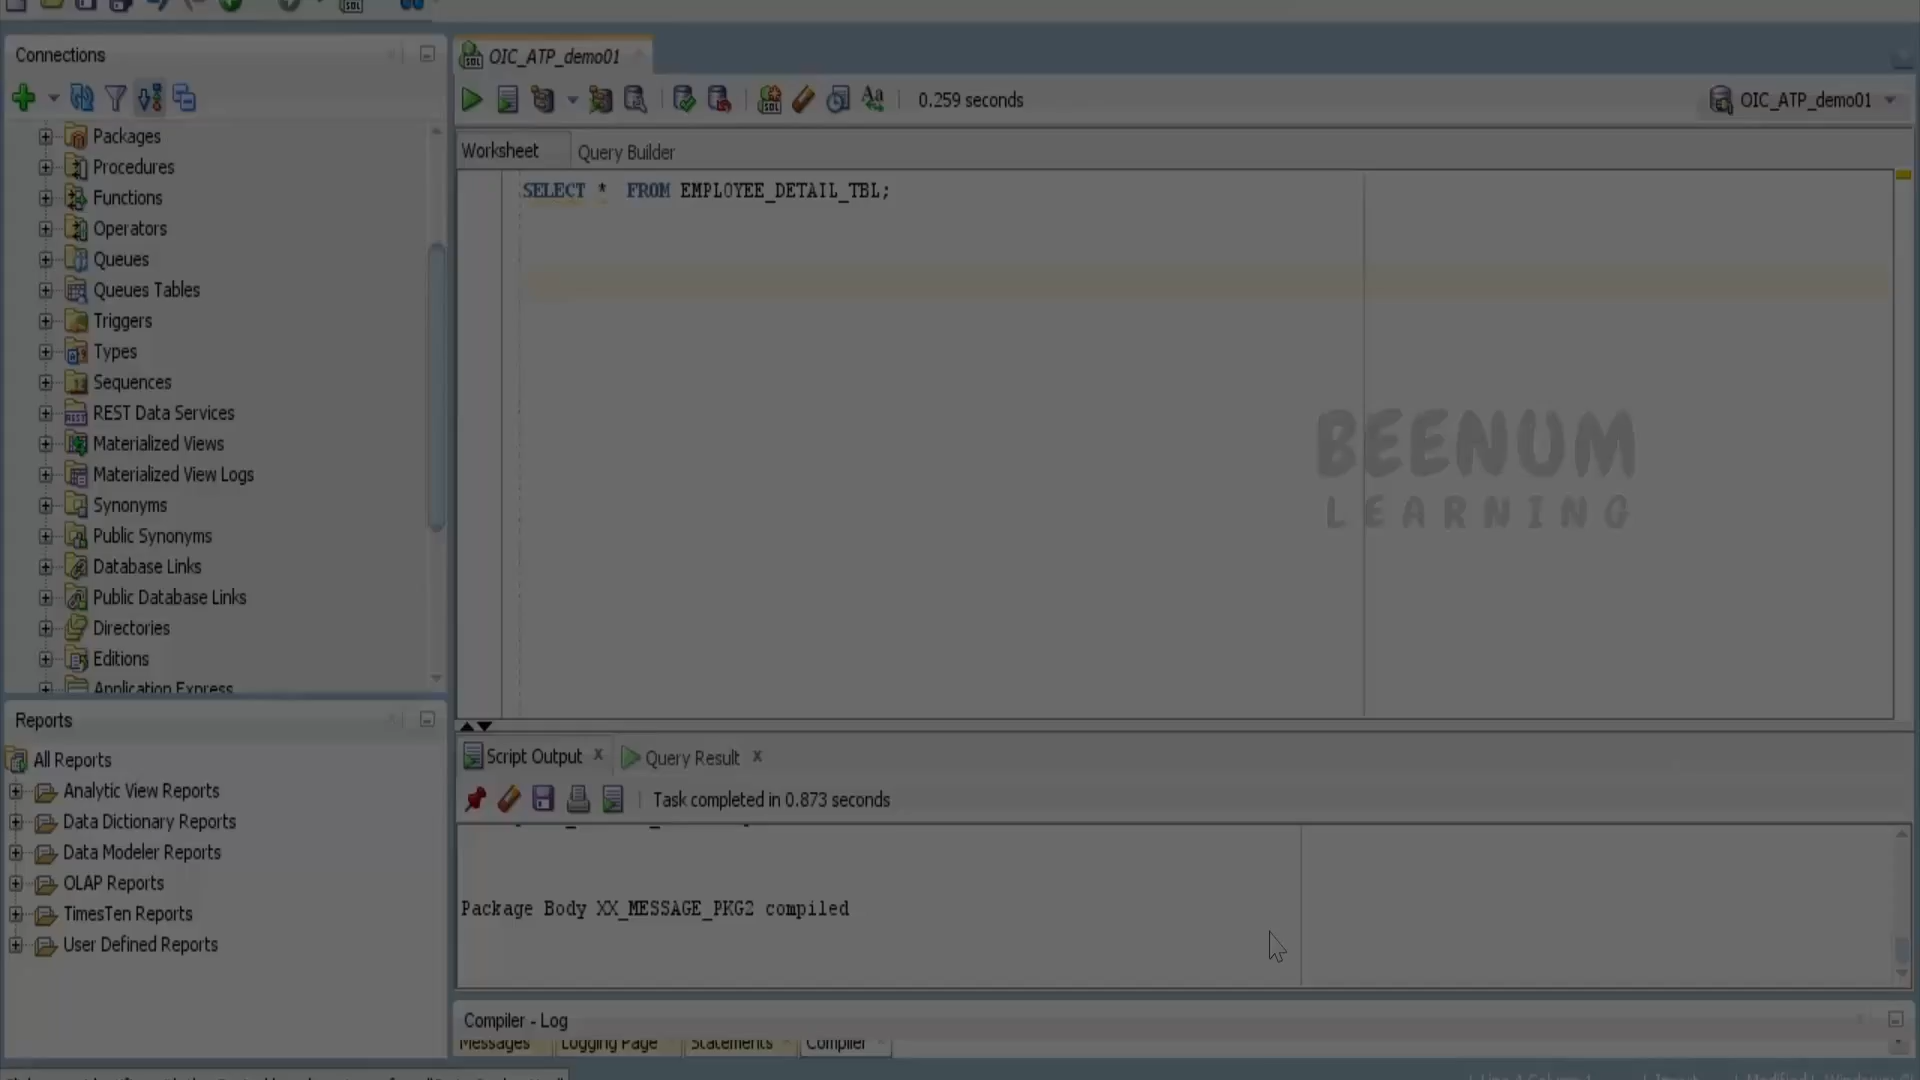 Connections
Packages
Procedures
Functions
Operators
Queues
Queues Tables
Triggers
Types
Sequences
REST Data Services
Materialized Views
Materialized View Logs
Synonyms
Public Synonyms
Database Links
Public Database Links
Directories
Editions
Application Express
Reports
All Reports
Analytic View Reports
Data Dictionary Reports
Data Modeler Reports
OLAP Reports
TimesTen Reports
User Defined Reports
OIC_ATP_demo01
0.259 seconds
OIC_ATP_demo01
Worksheet
Query Builder
SELECT *  FROM EMPLOYEE_DETAIL_TBL;
BEENUM
LEARNING
Script Output
Query Result
Task completed in 0.873 seconds
Package Body XX_MESSAGE_PKG2 compiled
Compiler - Log
Messages
Logging Page
Statements
Compiler